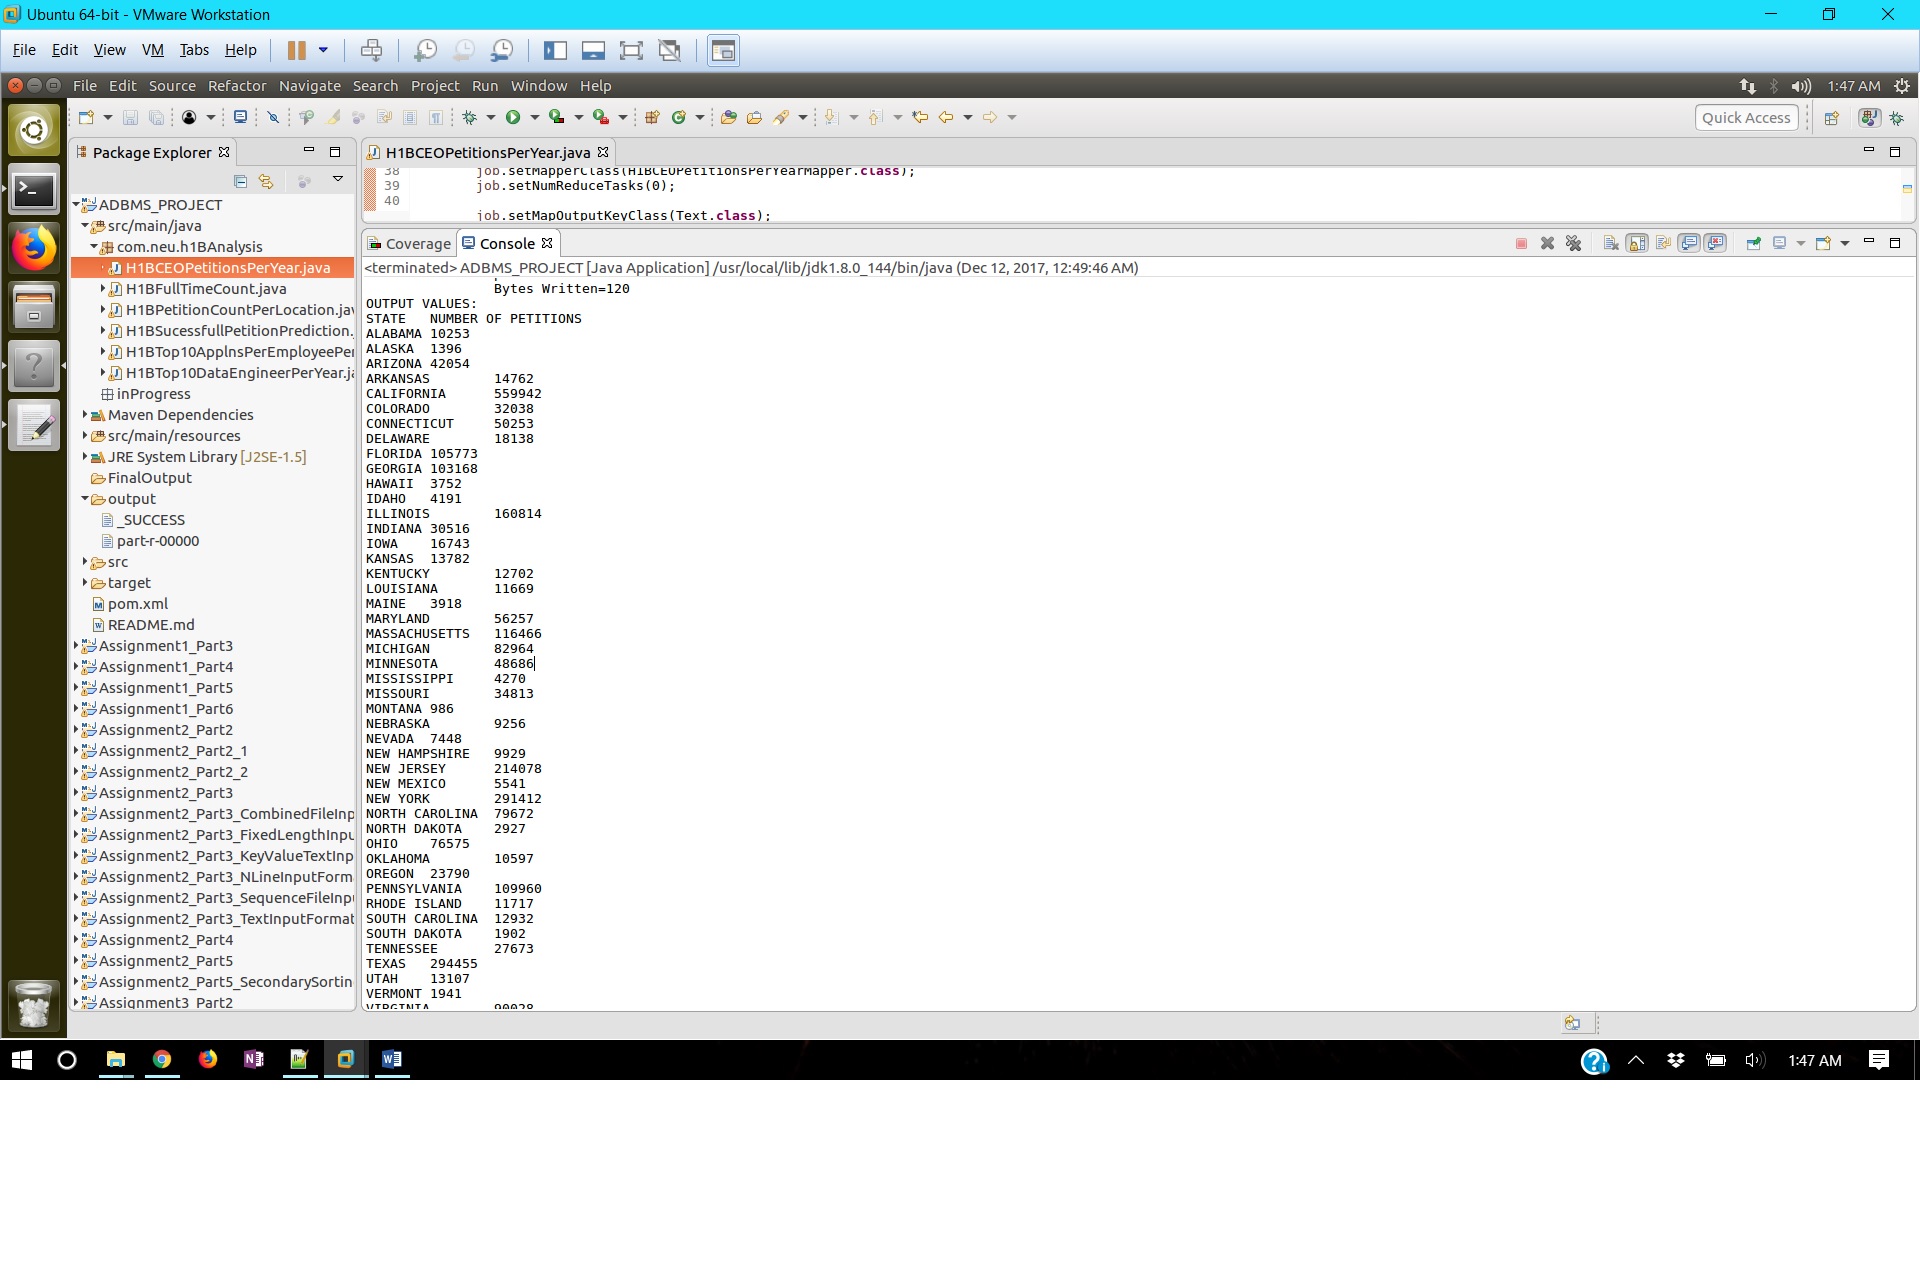 Ubuntu 64-bit - VMware Workstation
File Edit View VM Tabs Help
File Edit Source Refactor Navigate Search Project Run Window Help 1:47 AM
Quick Access
Package Explorer
H1BCEOPetitionsPerYear.java
38 job.setMapperClass(H1BCEOPetitionsPerYearMapper.class);
39 job.setNumReduceTasks(0);
40
job.setMapOutputKeyClass(Text.class);
ADBMS_PROJECT
src/main/java
com.neu.h1BAnalysis
H1BCEOPetitionsPerYear.java
H1BFullTimeCount.java
H1BPetitionCountPerLocation.jav
H1BSucessfullPetitionPrediction.
H1BTop10ApplnsPerEmployeePer
H1BTop10DataEngineerPerYear.ja
inProgress
Maven Dependencies
src/main/resources
JRE System Library [J2SE-1.5]
FinalOutput
output
_SUCCESS
part-r-00000
src
target
pom.xml
README.md
Assignment1_Part3
Assignment1_Part4
Assignment1_Part5
Assignment1_Part6
Assignment2_Part2
Assignment2_Part2_1
Assignment2_Part2_2
Assignment2_Part3
Assignment2_Part3_CombinedFileInp
Assignment2_Part3_FixedLengthInpu
Assignment2_Part3_KeyValueTextInp
Assignment2_Part3_NLineInputForm
Assignment2_Part3_SequenceFileInpu
Assignment2_Part3_TextInputFormat
Assignment2_Part4
Assignment2_Part5
Assignment2_Part5_SecondarySortin
Assignment3_Part2
Coverage Console
<terminated> ADBMS_PROJECT [Java Application] /usr/local/lib/jdk1.8.0_144/bin/java (Dec 12, 2017, 12:49:46 AM)
Bytes Written=120
OUTPUT VALUES:
STATE NUMBER OF PETITIONS
ALABAMA 10253
ALASKA 1396
ARIZONA 42054
ARKANSAS 14762
CALIFORNIA 559942
COLORADO 32038
CONNECTICUT 50253
DELAWARE 18138
FLORIDA 105773
GEORGIA 103168
HAWAII 3752
IDAHO 4191
ILLINOIS 160814
INDIANA 30516
IOWA 16743
KANSAS 13782
KENTUCKY 12702
LOUISIANA 11669
MAINE 3918
MARYLAND 56257
MASSACHUSETTS 116466
MICHIGAN 82964
MINNESOTA 48686
MISSISSIPPI 4270
MISSOURI 34813
MONTANA 986
NEBRASKA 9256
NEVADA 7448
NEW HAMPSHIRE 9929
NEW JERSEY 214078
NEW MEXICO 5541
NEW YORK 291412
NORTH CAROLINA 79672
NORTH DAKOTA 2927
OHIO 76575
OKLAHOMA 10597
OREGON 23790
PENNSYLVANIA 109960
RHODE ISLAND 11717
SOUTH CAROLINA 12932
SOUTH DAKOTA 1902
TENNESSEE 27673
TEXAS 294455
UTAH 13107
VERMONT 1941
VIRGINIA 90028
1:47 AM